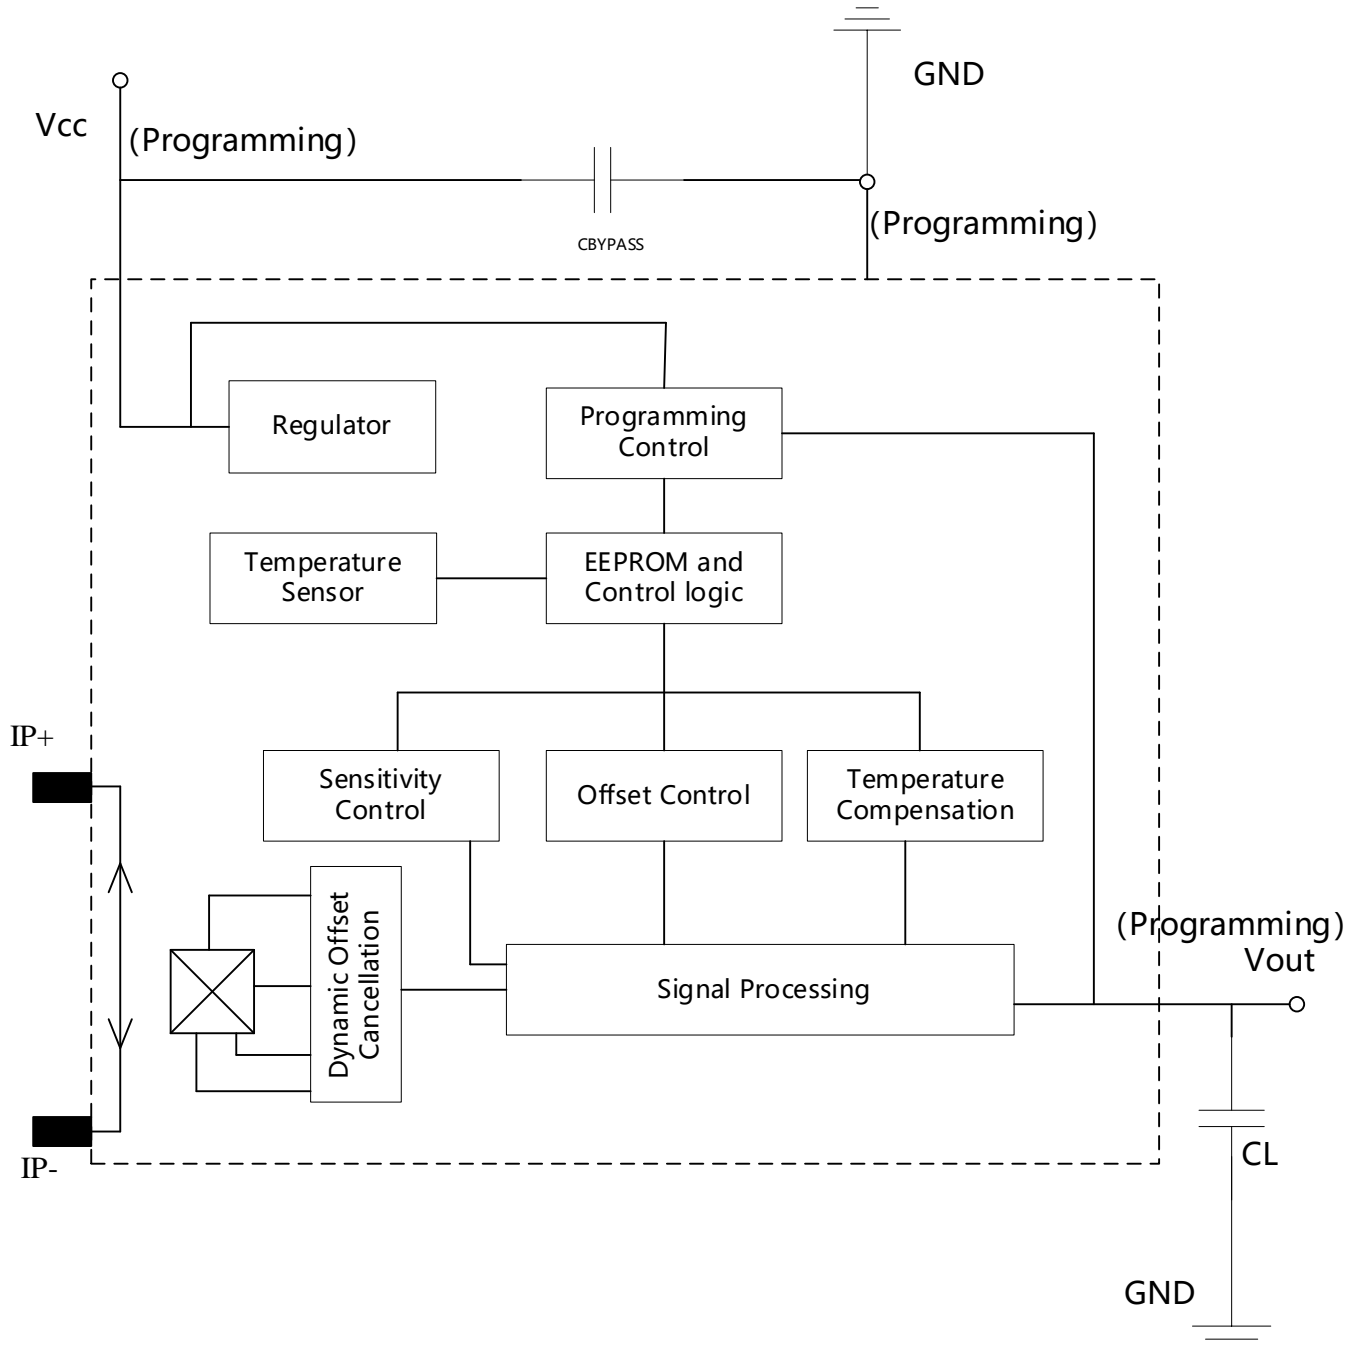 GND
Vcc
(Programming)
(Programming)
CBYPASS
Regulator
Programming
Control
Temperature
Sensor
EEPROM and
Control logic
IP+
Sensitivity
Control
Offset Control
Temperature
Compensation
Dynamic Offset
Cancellation
Signal Processing
(Programming)
Vout
IP-
CL
GND